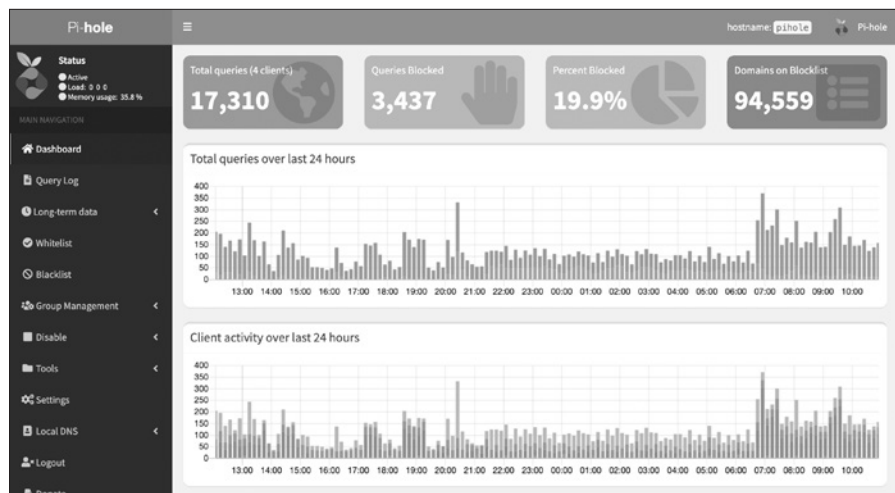 Pi-hole
hostname: pihole
Pi-hole
Status
Active
Load: 0 0 0
Memory usage: 35.8 %
MAIN NAVIGATION
Dashboard
Query Log
Long-term data
Whitelist
Blacklist
Group Management
Disable
Tools
Settings
Local DNS
Logout
Donate
Total queries (4 clients)
17,310
Queries Blocked
3,437
Percent Blocked
19.9%
Domains on Blocklist
94,559
Total queries over last 24 hours
400
350
300
250
200
150
100
50
0
13:00 14:00 15:00 16:00 17:00 18:00 19:00 20:00 21:00 22:00 23:00 00:00 01:00 02:00 03:00 04:00 05:00 06:00 07:00 08:00 09:00 10:00
Client activity over last 24 hours
400
350
300
250
200
150
100
50
0
13:00 14:00 15:00 16:00 17:00 18:00 19:00 20:00 21:00 22:00 23:00 00:00 01:00 02:00 03:00 04:00 05:00 06:00 07:00 08:00 09:00 10:00